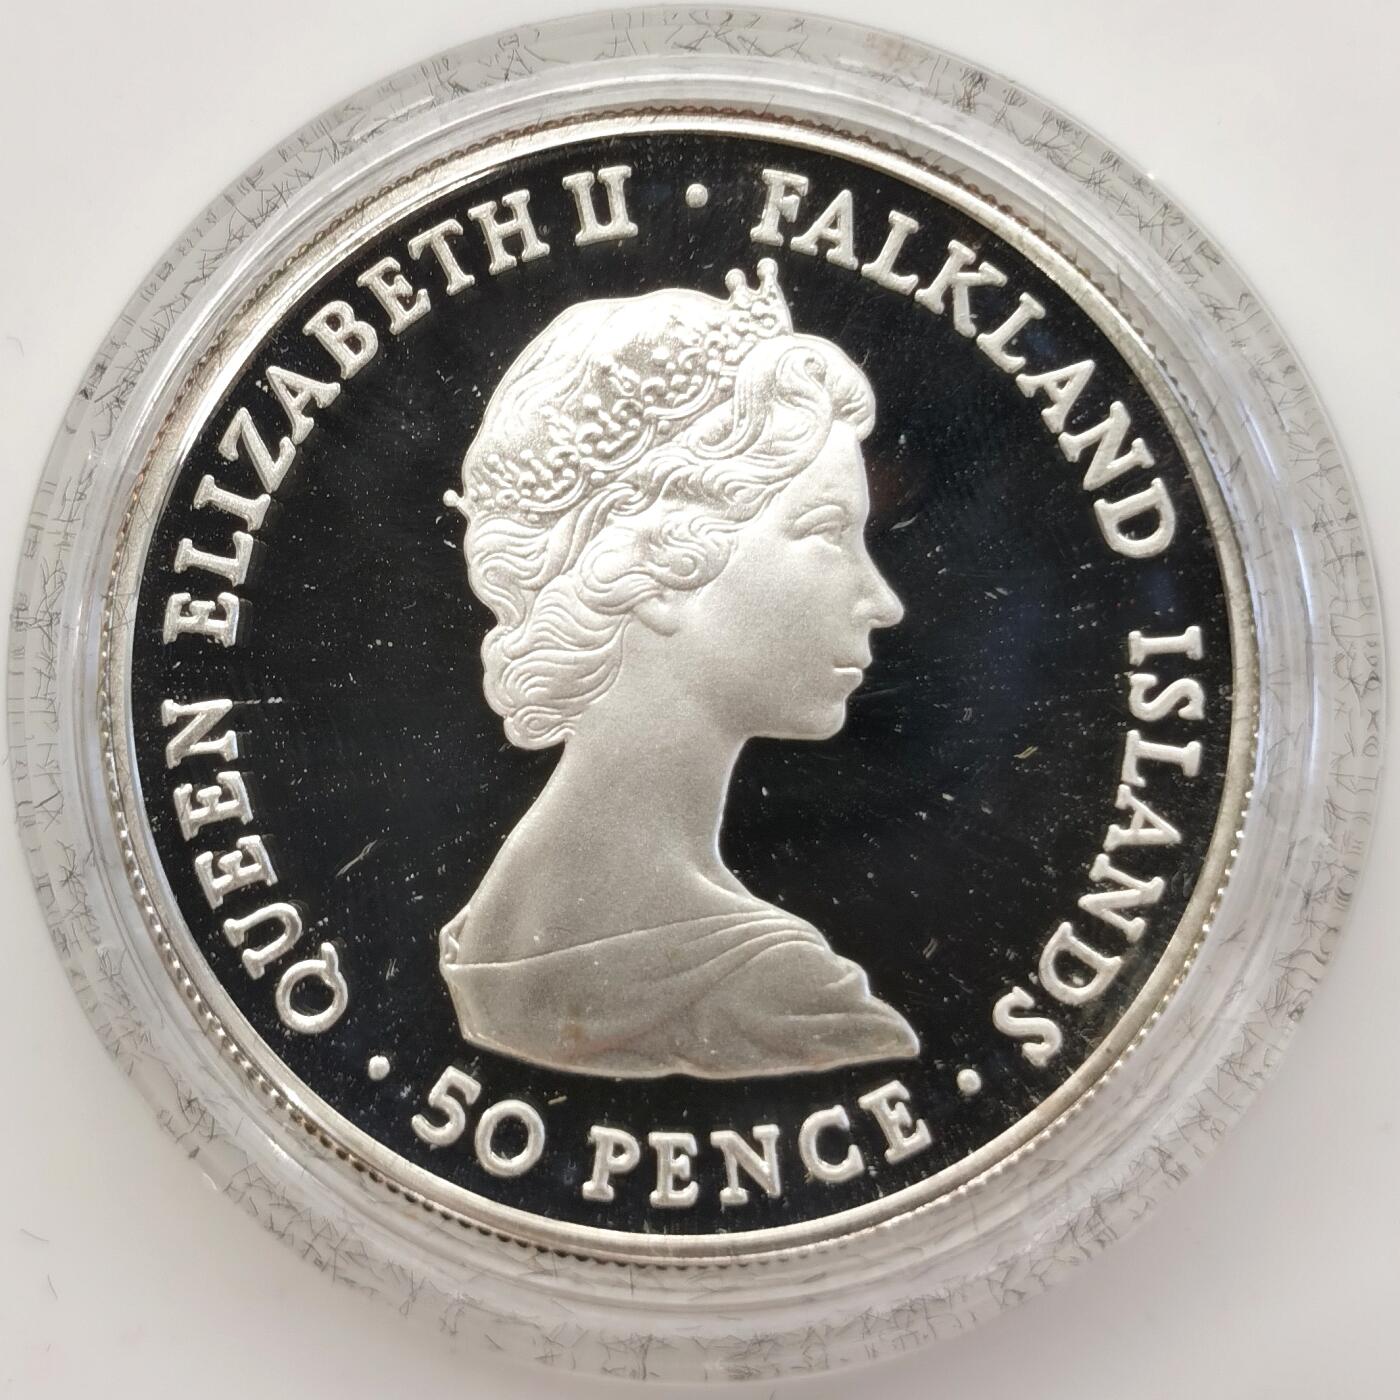 QUEEN ELIZABETH II · FALKLAND ISLANDS
· 50 PENCE ·